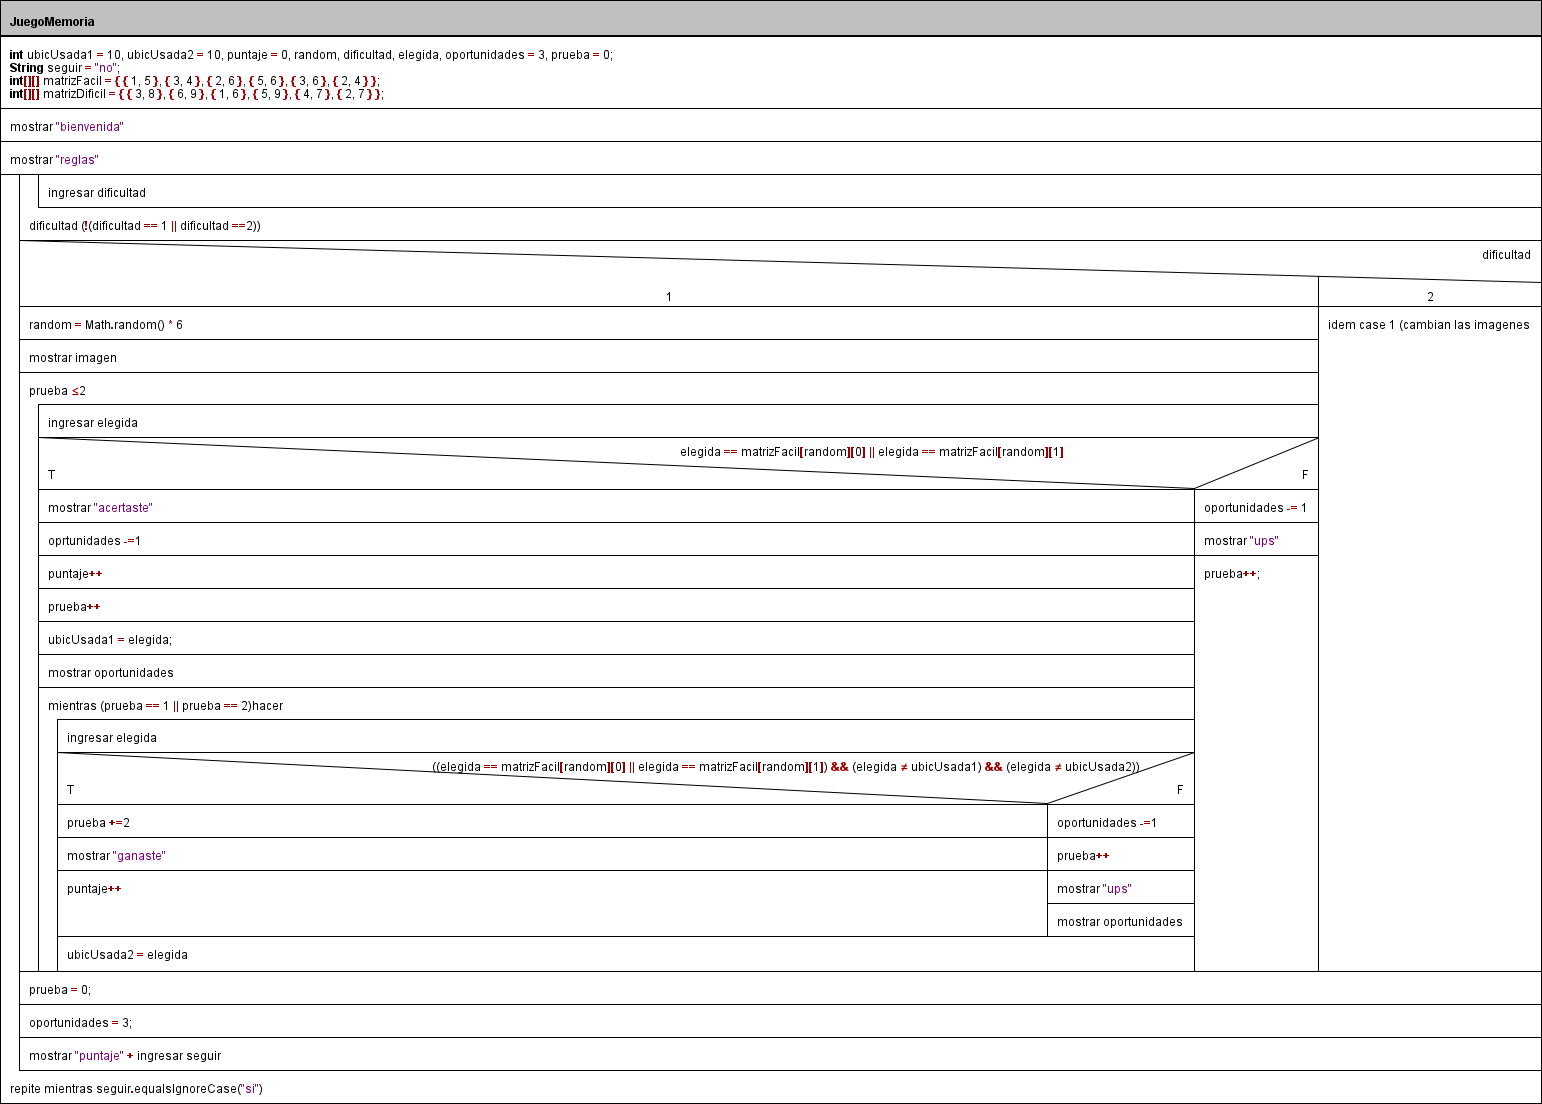 JuegoMemoria
int ubicUsada1 = 10, ubicUsada2 = 10, puntaje = 0, random, dificultad, elegida, oportunidades = 3, prueba = 0;
String seguir = "no";
int[][] matrizFacil = { { 1, 5 }, { 3, 4 }, { 2, 6 }, { 5, 6 }, { 3, 6 }, { 2, 4 } };
int[][] matrizDificil = { { 3, 8 }, { 6, 9 }, { 1, 6 }, { 5, 9 }, { 4, 7 }, { 2, 7 } };
mostrar "bienvenida"
mostrar "reglas"
ingresar dificultad
dificultad (!(dificultad == 1 || dificultad ==2))
dificultad
1
2
random = Math.random() * 6
idem case 1 (cambian las imagenes
mostrar imagen
prueba ≤2
ingresar elegida
elegida == matrizFacil[random][0] || elegida == matrizFacil[random][1]
T
F
mostrar "acertaste"
oportunidades -= 1
oprtunidades -=1
mostrar "ups"
puntaje++
prueba++;
prueba++
ubicUsada1 = elegida;
mostrar oportunidades
mientras (prueba == 1 || prueba == 2)hacer
ingresar elegida
((elegida == matrizFacil[random][0] || elegida == matrizFacil[random][1]) && (elegida ≠ ubicUsada1) && (elegida ≠ ubicUsada2))
T
F
prueba +=2
oportunidades -=1
mostrar "ganaste"
prueba++
puntaje++
mostrar "ups"
mostrar oportunidades
ubicUsada2 = elegida
prueba = 0;
oportunidades = 3;
mostrar "puntaje" + ingresar seguir
repite mientras seguir.equalsIgnoreCase("si")